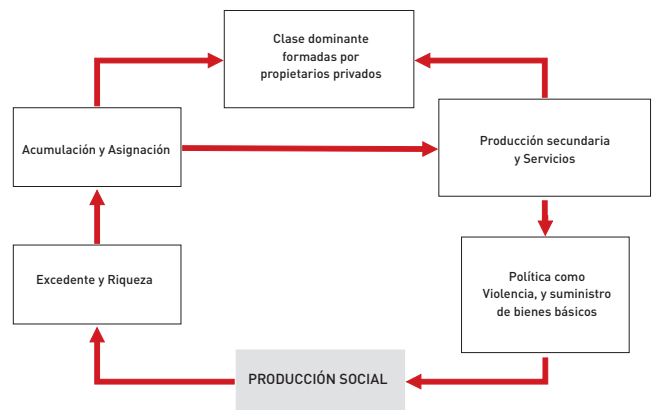 Clase dominante
formadas por
propietarios privados
Acumulación y Asignación
Producción secundaria
y Servicios
Excedente y Riqueza
Política como
Violencia, y suministro
de bienes básicos
PRODUCCIÓN SOCIAL